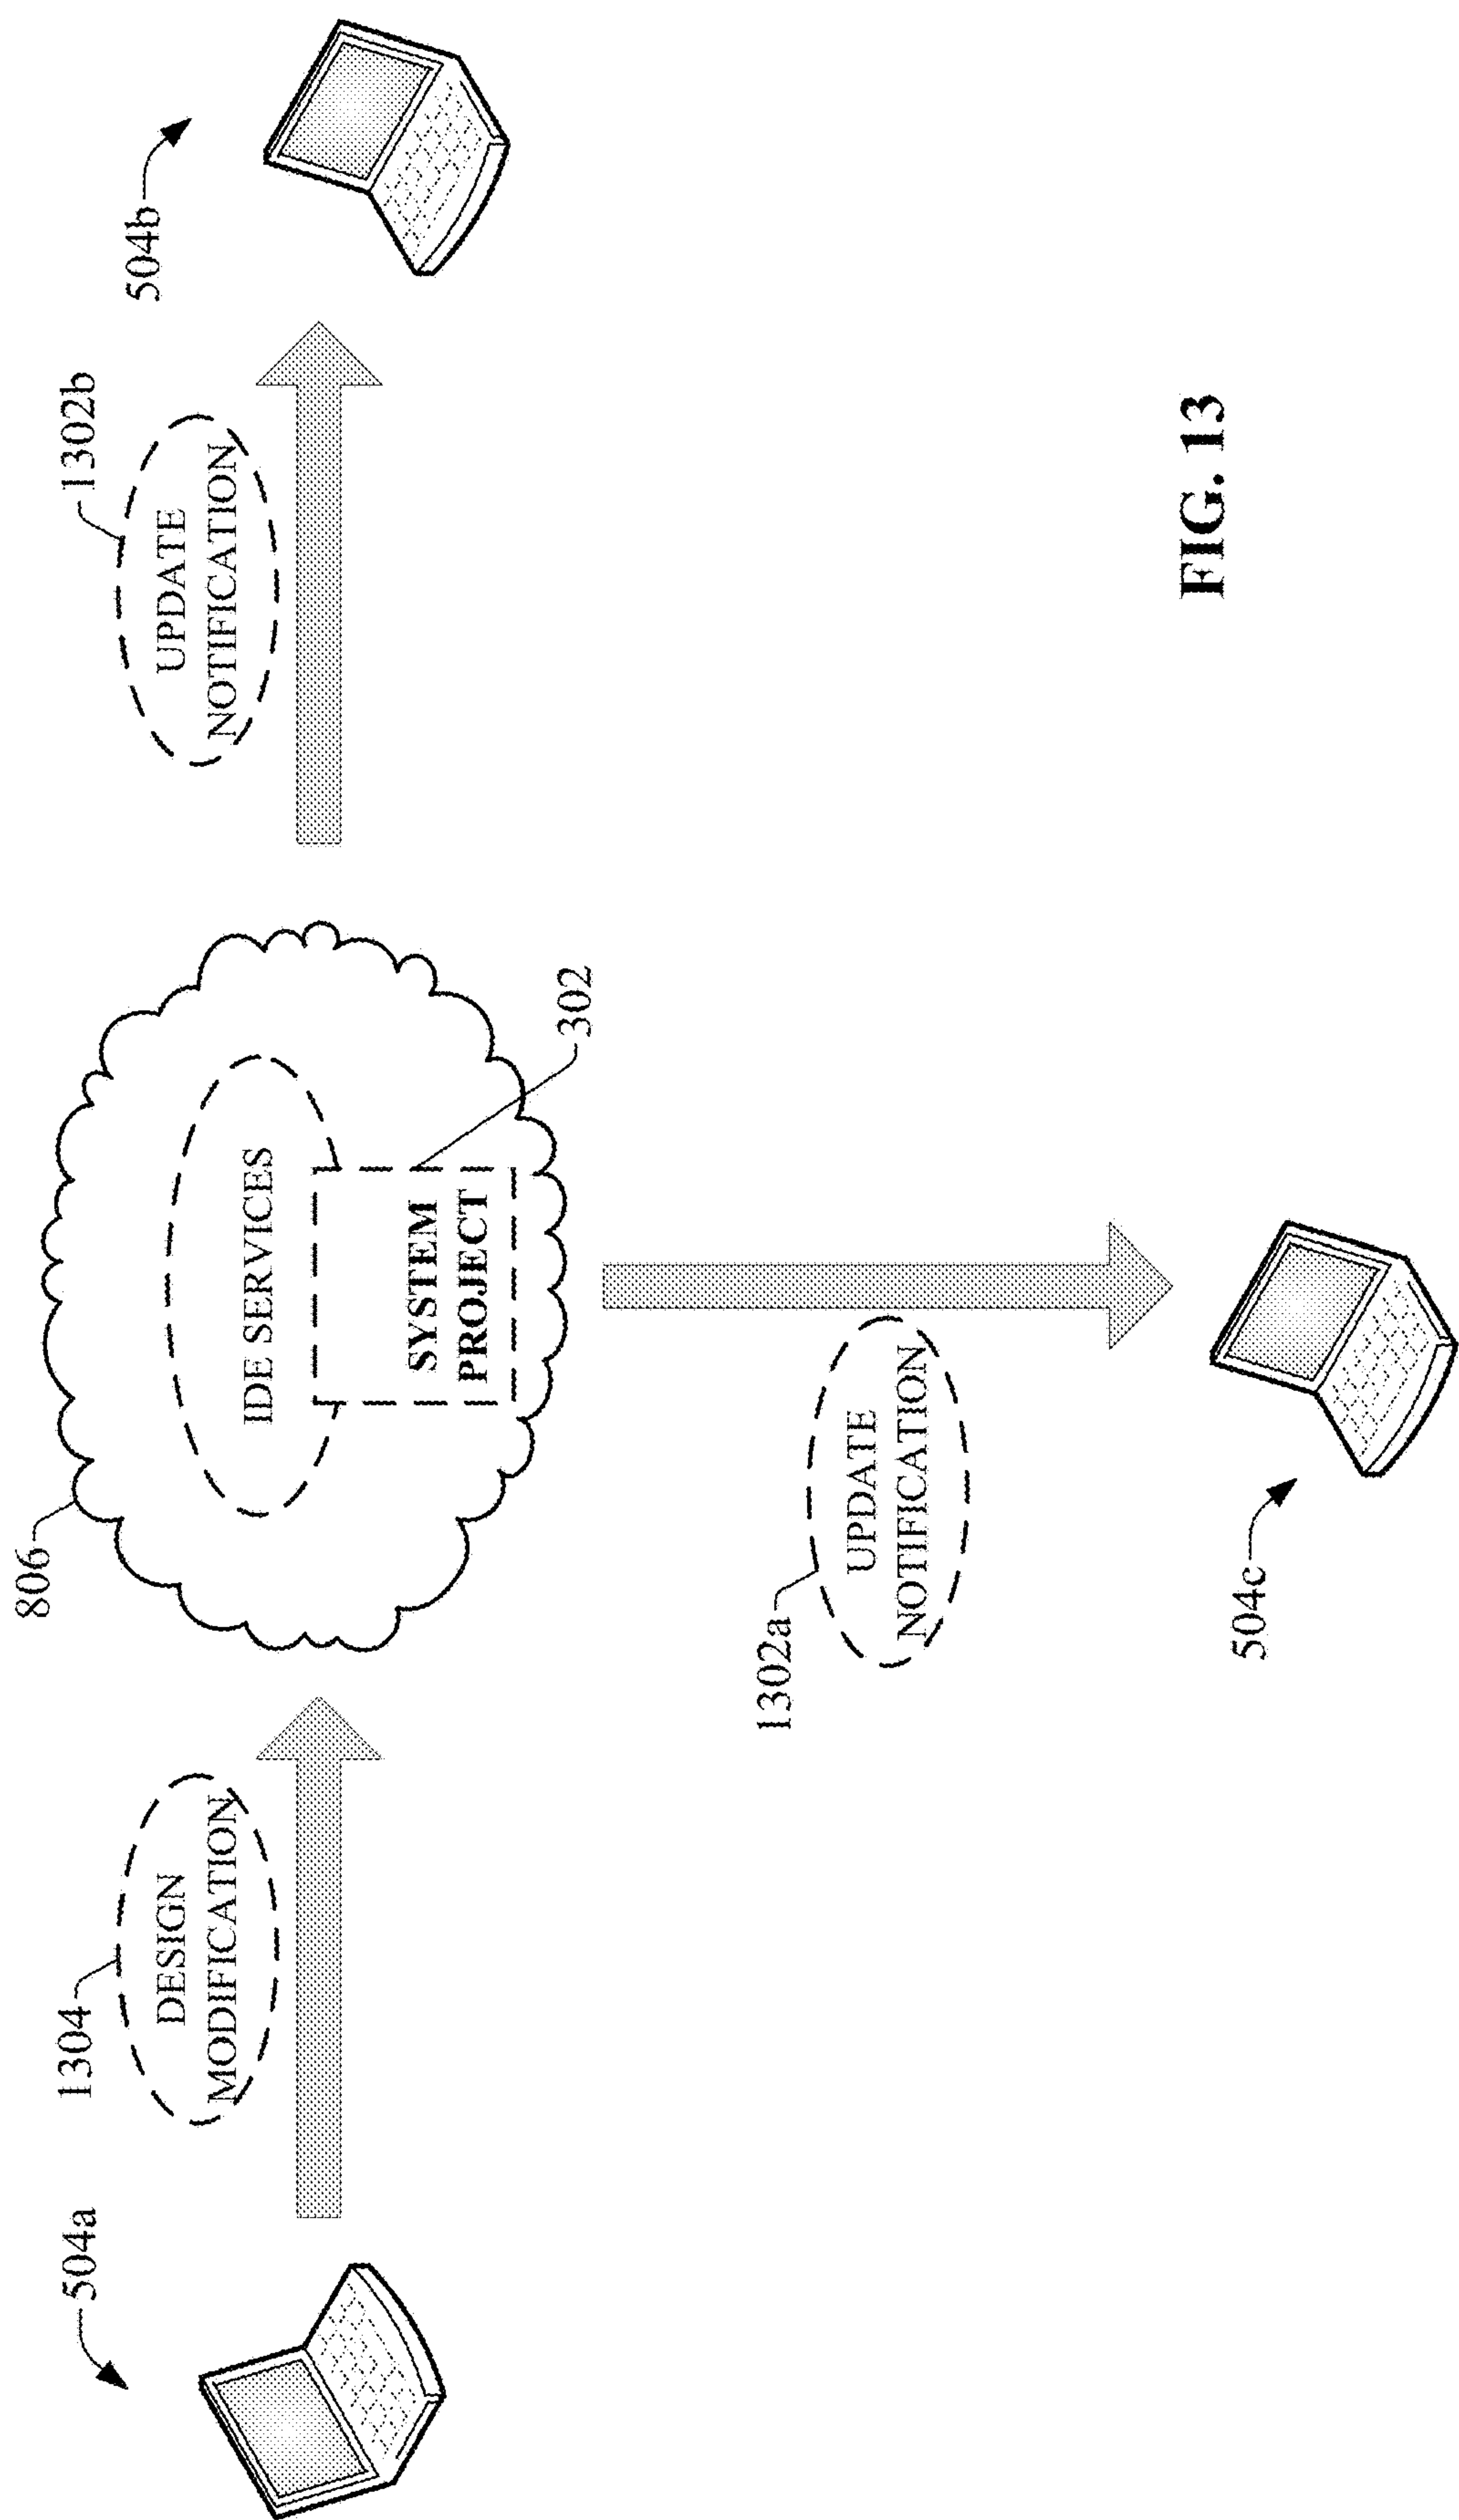 504a
1304
DESIGN
MODIFICATION
806
IDE SERVICES
SYSTEM
PROJECT
302
1302b
UPDATE
NOTIFICATION
504b
1302a
UPDATE
NOTIFICATION
504c
FIG. 13